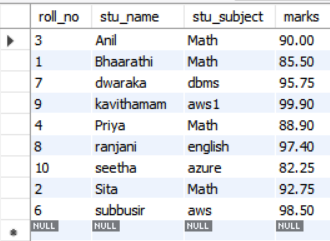 roll_no stu_name stu_subject marks
3 Anil Math 90.00
1 Bhaarathi Math 85.50
7 dwaraka dbms 95.75
9 kavithamam aws1 99.90
4 Priya Math 88.90
8 ranjani english 97.40
10 seetha azure 82.25
2 Sita Math 92.75
6 subbusir aws 98.50
NULL NULL NULL NULL